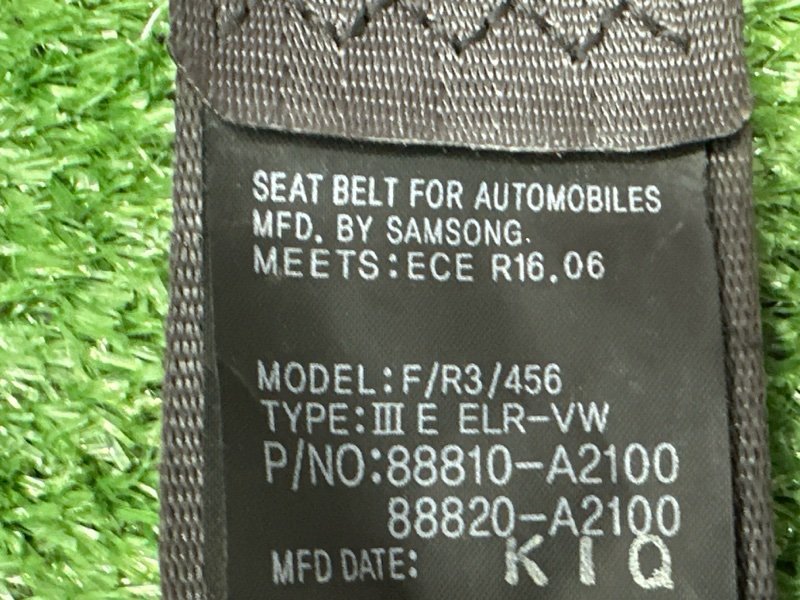 SEAT BELT FOR AUTOMOBILES
MFD. BY SAMSONG.
MEETS:ECE R16.06
MODEL:F/R3/456
TYPE:Ⅲ E ELR-VW
P/NO:88810-A2100
88820-A2100
MFD DATE: K I Q